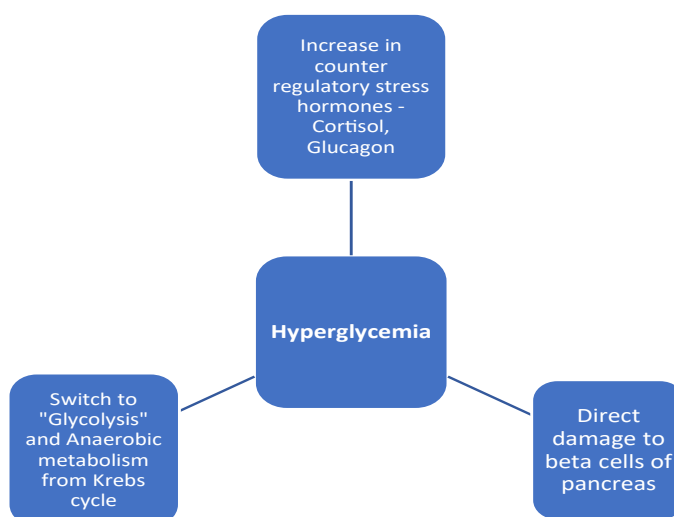 Increase in
counter
regulatory stress
hormones -
Cortisol,
Glucagon
Hyperglycemia
Switch to
"Glycolysis"
and Anaerobic
metabolism
from Krebs
cycle
Direct
damage to
beta cells of
pancreas